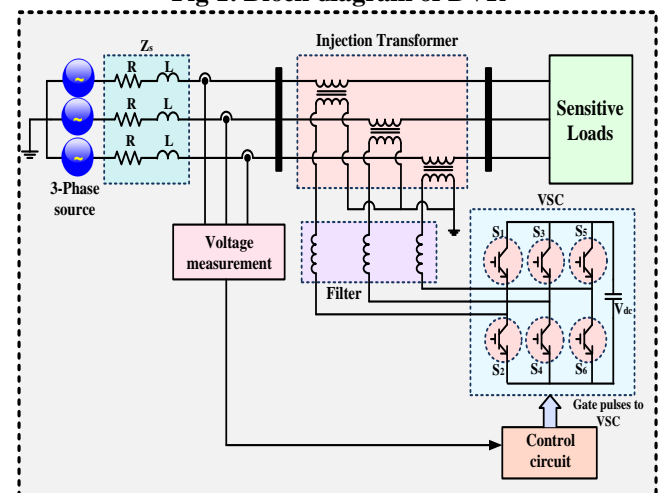 Fig 1. Block diagram of DVR
Injection Transformer
Zs
R
L
R
L
R
L
~
~
~
3-Phase
source
Sensitive
Loads
Voltage
measurement
VSC
S1
S3
S5
Filter
Vdc
S2
S4
S6
Gate pulses to
VSC
Control
circuit